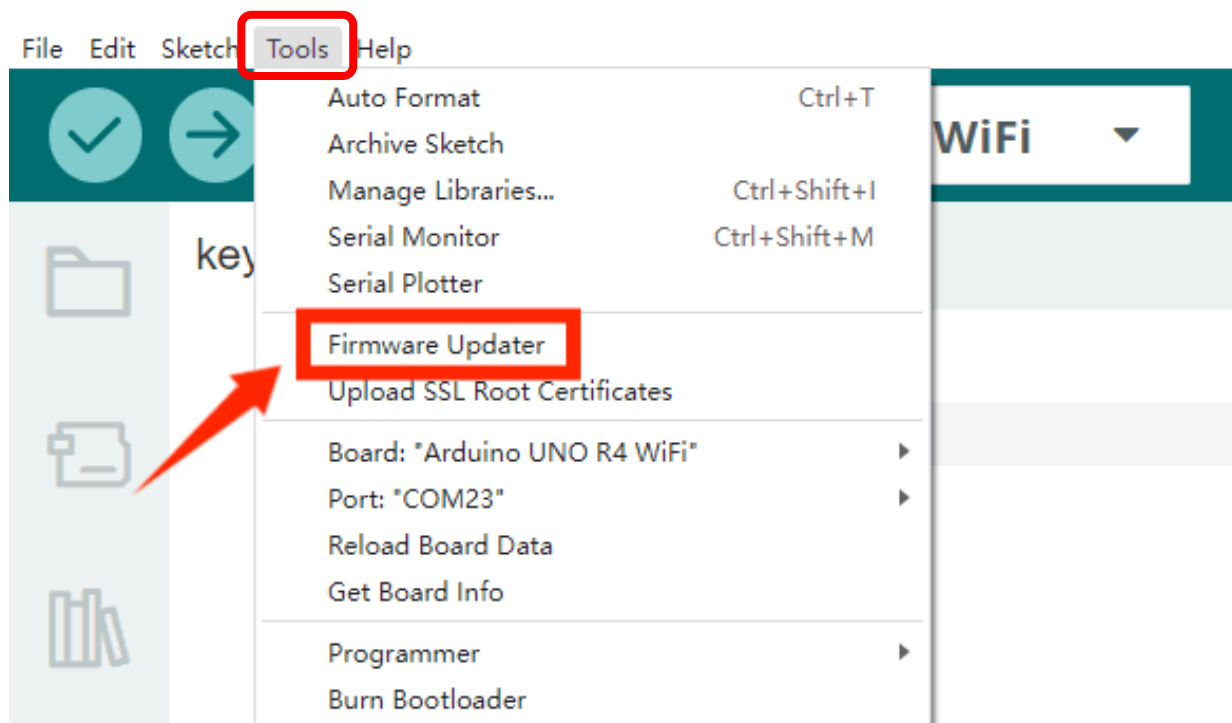 File Edit Sketch Tools Help
Auto Format Ctrl+T
WiFi
Archive Sketch
Manage Libraries... Ctrl+Shift+I
key
Serial Monitor Ctrl+Shift+M
Serial Plotter
Firmware Updater
Upload SSL Root Certificates
Board: "Arduino UNO R4 WiFi"
Port: "COM23"
Reload Board Data
Get Board Info
Programmer
Burn Bootloader